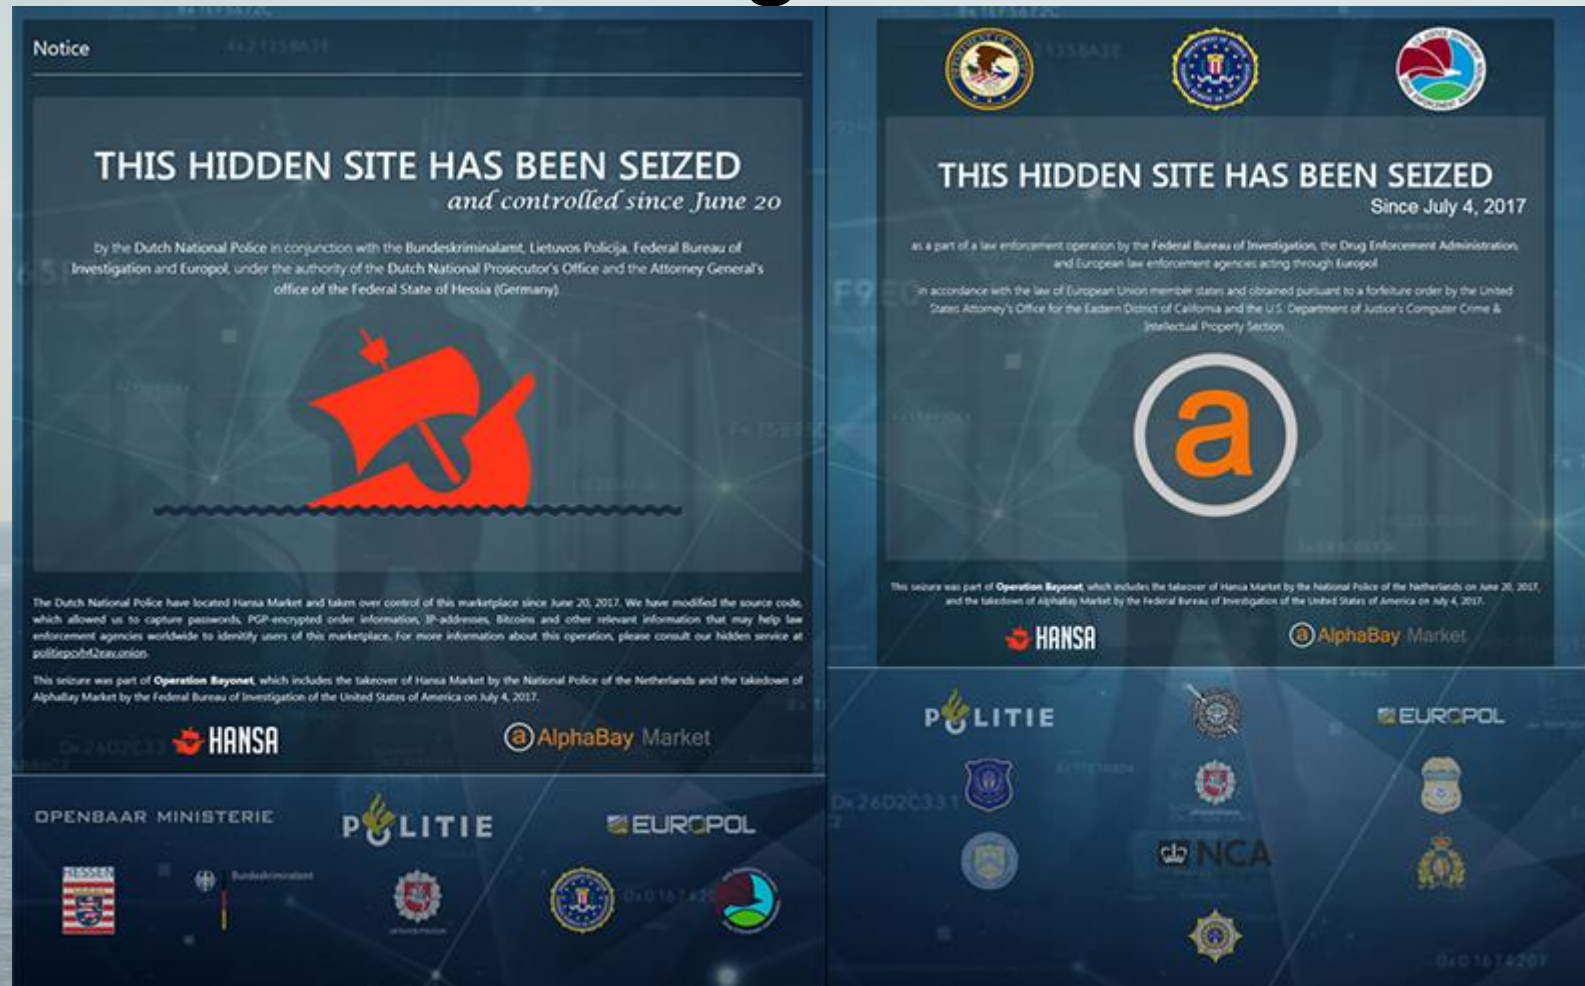 Notice
THIS HIDDEN SITE HAS BEEN SEIZED
and controlled since June 20
by the Dutch National Police in conjunction with the Bundeskriminalamt, Lietuvos Policija, Federal Bureau of
Investigation and Europol, under the authority of the Dutch National Prosecutor's Office and the Attorney General's
office of the Federal State of Hessia (Germany).
The Dutch National Police have located Hansa Market and taken over control of this marketplace since June 20, 2017. We have modified the source code,
which allowed us to capture passwords, PGP-encrypted order information, IP-addresses, Bitcoins and other relevant information that may help law
enforcement agencies worldwide to idenitify users of this marketplace. For more information about this operation, please consult our hidden service at
This seizure was part of Operation Bayonet, which includes the takeover of Hansa Market by the National Police of the Netherlands and the takedown of
AlphaBay Market by the Federal Bureau of Investigation of the United States of America on July 4, 2017.
HANSA
a AlphaBay Market
OPENBAAR MINISTERIE
POLITIE
EUROPOL
HESSEN
Bundeskriminalamt
THIS HIDDEN SITE HAS BEEN SEIZED
Since July 4, 2017
as a part of a law enforcement operation by the Federal Bureau of Investigation, the Drug Enforcement Administration,
and European law enforcement agencies acting through Europol
in accordance with the law of European Union member states and obtained pursuant to a forfeiture order by the United
States Attorney's Office for the Eastern District of California and the U.S. Department of Justice's Computer Crime &
Intellectual Property Section.
a
This seizure was part of Operation Bayonet, which includes the takeover of Hansa Market by the National Police of the Netherlands on June 20, 2017,
and the takedown of AlphaBay Market by the Federal Bureau of Investigation of the United States of America on July 4, 2017.
HANSA
a AlphaBay Market
POLITIE
EUROPOL
NCA